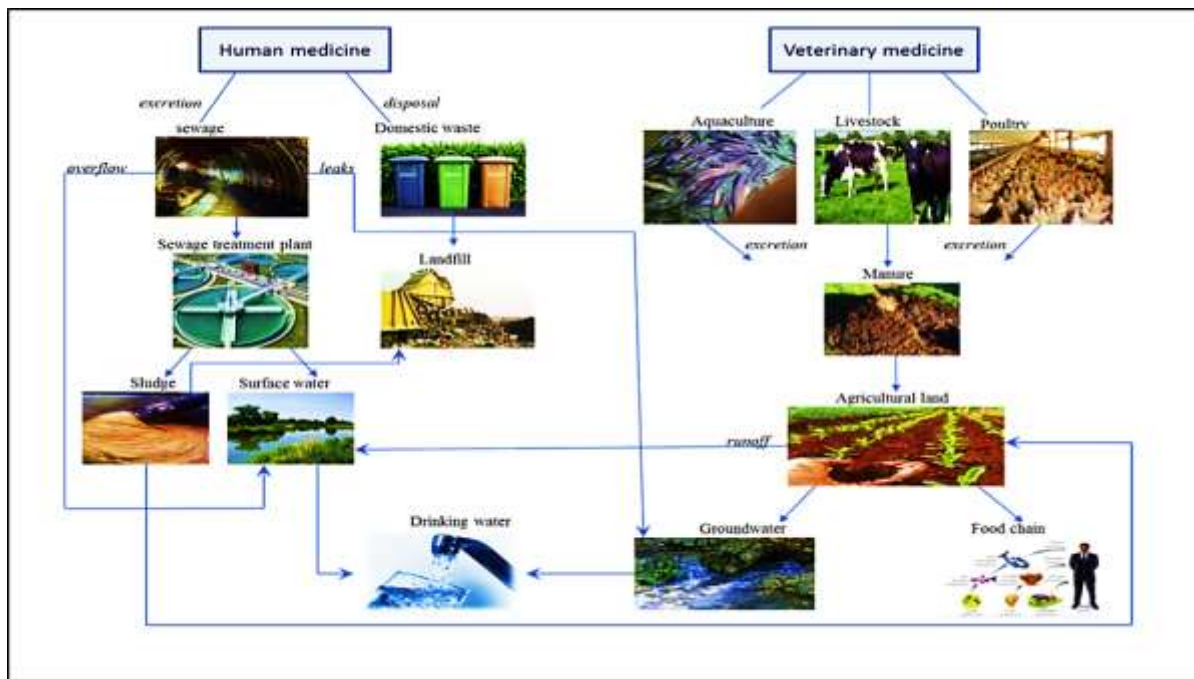 Human medicine
Veterinary medicine
excretion
disposal
sewage
Domestic waste
Aquaculture
Livestock
Poultry
overflow
leaks
Sewage treatment plant
Landfill
excretion
excretion
Manure
Sludge
Surface water
Agricultural land
runoff
Drinking water
Groundwater
Food chain